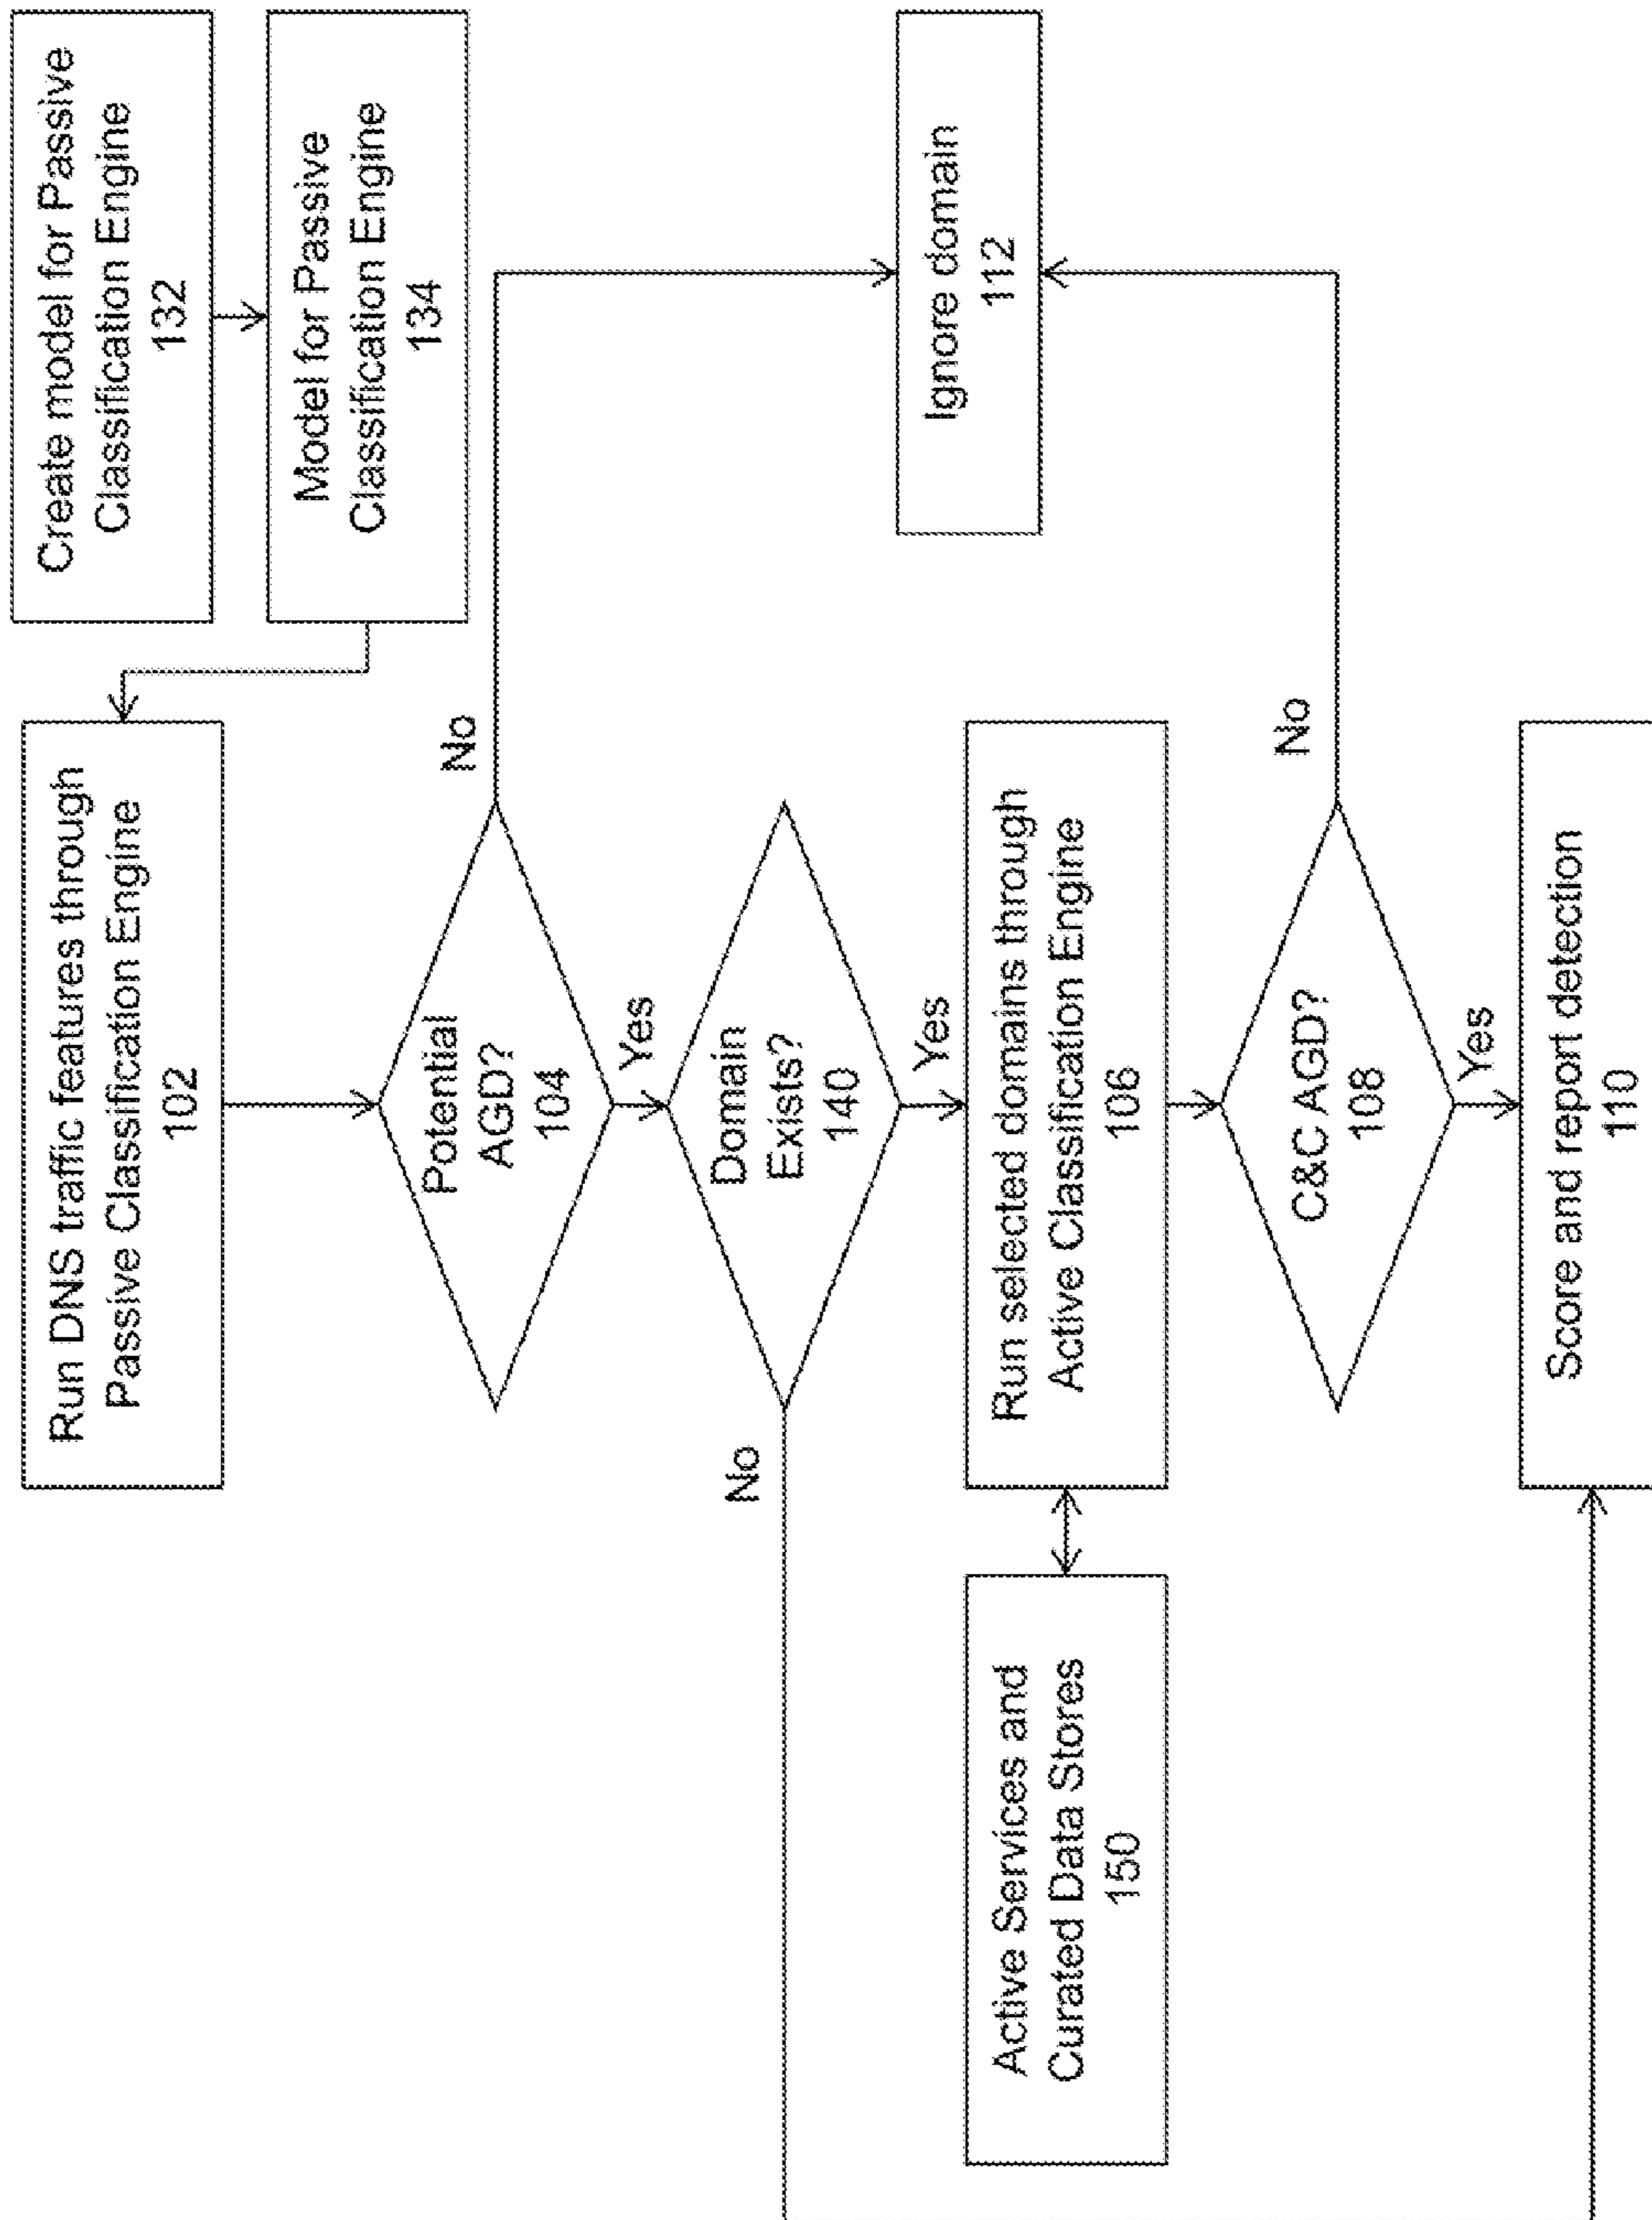 Create model for Passive
Classification Engine
132
Model for Passive
Classification Engine
134
Run DNS traffic features through
Passive Classification Engine
102
Potential
AGD?
104
No
Yes
Domain
Exists?
140
No
Yes
Ignore domain
112
Active Services and
Curated Data Stores
150
Run selected domains through
Active Classification Engine
106
C&C AGD?
108
No
Yes
Score and report detection
110